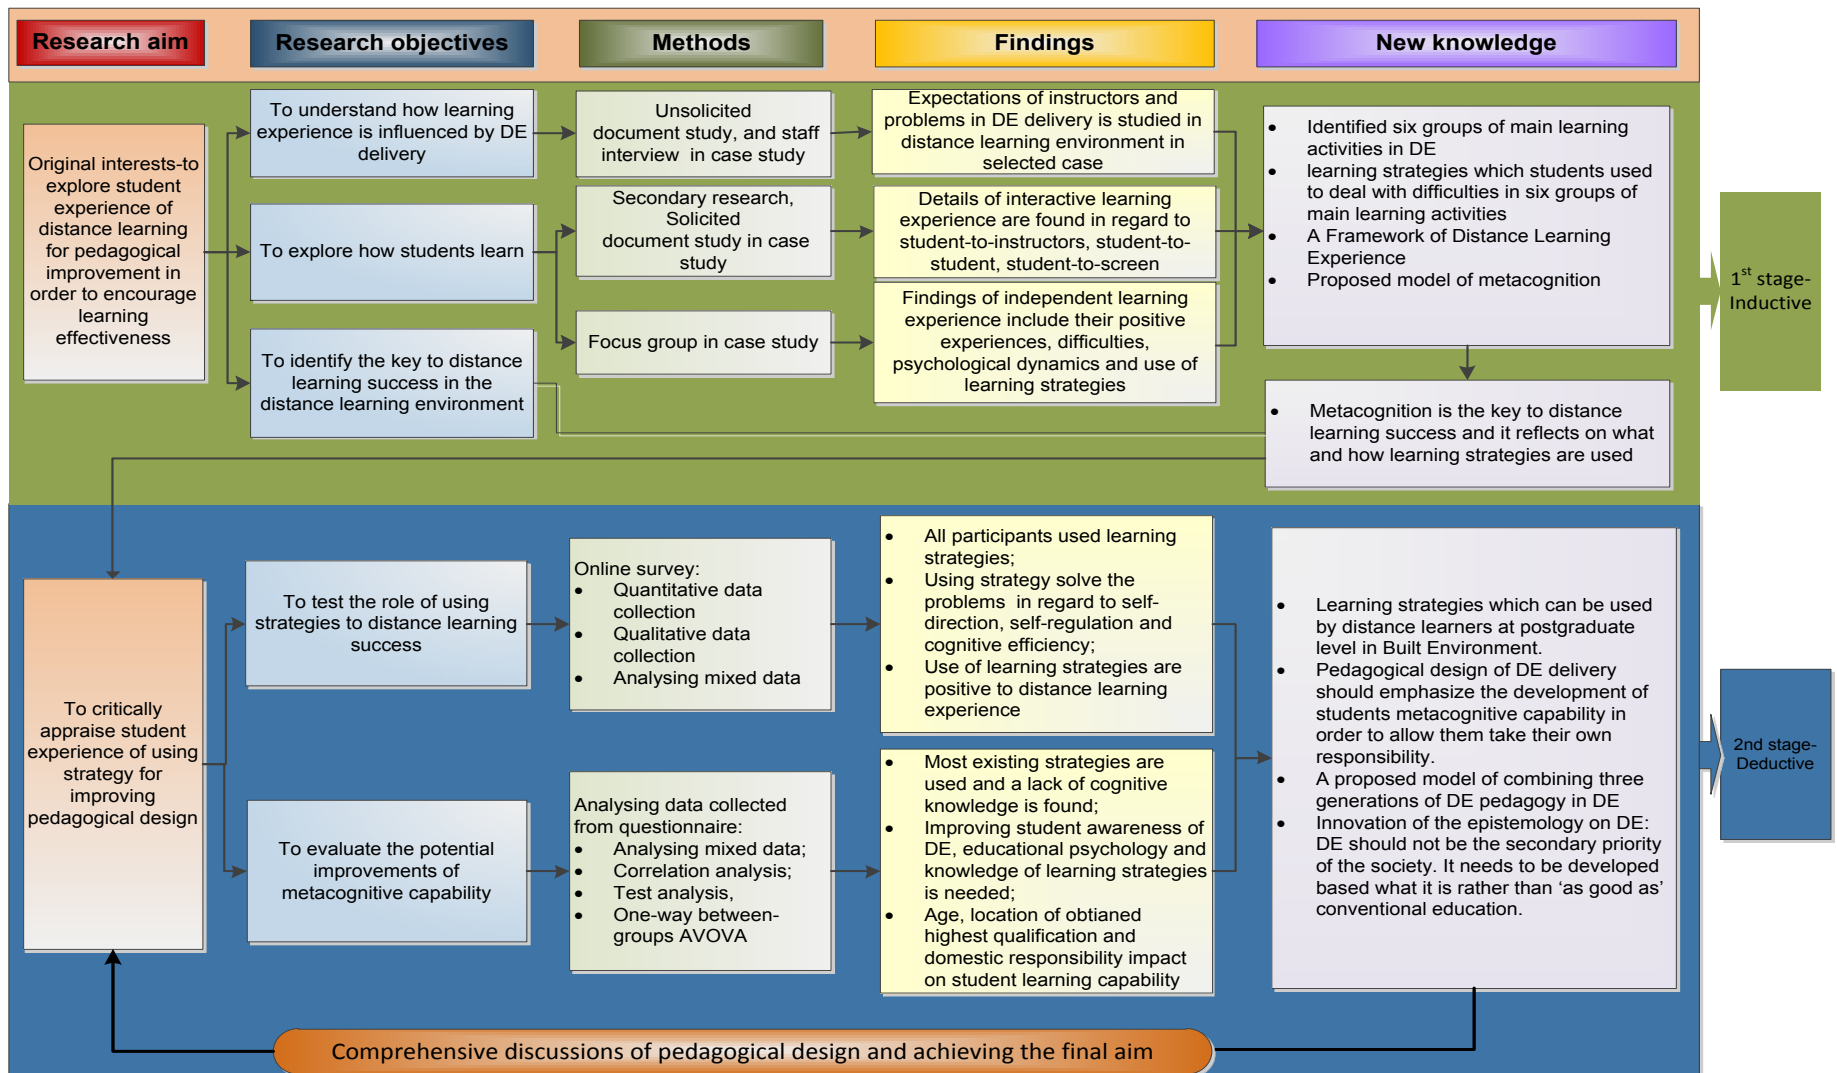 Research aim
Research objectives
Methods
Findings
New knowledge
Original interests-to
explore student
experience of
distance learning
for pedagogical
improvement in
order to encourage
learning
effectiveness
To understand how learning
experience is influenced by DE
delivery
To explore how students learn
To identify the key to distance
learning success in the
distance learning environment
Unsolicited
document study, and staff
interview in case study
Secondary research,
Solicited
document study in case
study
Focus group in case study
Expectations of instructors and
problems in DE delivery is studied in
distance learning environment in
selected case
Details of interactive learning
experience are found in regard to
student-to-instructors, student-to-
student, student-to-screen
Findings of independent learning
experience include their positive
experiences, difficulties,
psychological dynamics and use of
learning strategies
• Identified six groups of main learning
activities in DE
• learning strategies which students used
to deal with difficulties in six groups of
main learning activities
• A Framework of Distance Learning
Experience
• Proposed model of metacognition
• Metacognition is the key to distance
learning success and it reflects on what
and how learning strategies are used
1st stage-
Inductive
To critically
appraise student
experience of using
strategy for
improving
pedagogical design
To test the role of using
strategies to distance learning
success
To evaluate the potential
improvements of
metacognitive capability
Online survey:
• Quantitative data
collection
• Qualitative data
collection
• Analysing mixed data
Analysing data collected
from questionnaire:
• Analysing mixed data;
• Correlation analysis;
• Test analysis,
• One-way between-
groups AVOVA
• All participants used learning
strategies;
• Using strategy solve the
problems in regard to self-
direction, self-regulation and
cognitive efficiency;
• Use of learning strategies are
positive to distance learning
experience
• Most existing strategies are
used and a lack of cognitive
knowledge is found;
• Improving student awareness of
DE, educational psychology and
knowledge of learning strategies
is needed;
• Age, location of obtianed
highest qualification and
domestic responsibility impact
on student learning capability
• Learning strategies which can be used
by distance learners at postgraduate
level in Built Environment.
• Pedagogical design of DE delivery
should emphasize the development of
students metacognitive capability in
order to allow them take their own
responsibility.
• A proposed model of combining three
generations of DE pedagogy in DE
• Innovation of the epistemology on DE:
DE should not be the secondary priority
of the society. It needs to be developed
based what it is rather than ‘as good as’
conventional education.
2nd stage-
Deductive
Comprehensive discussions of pedagogical design and achieving the final aim